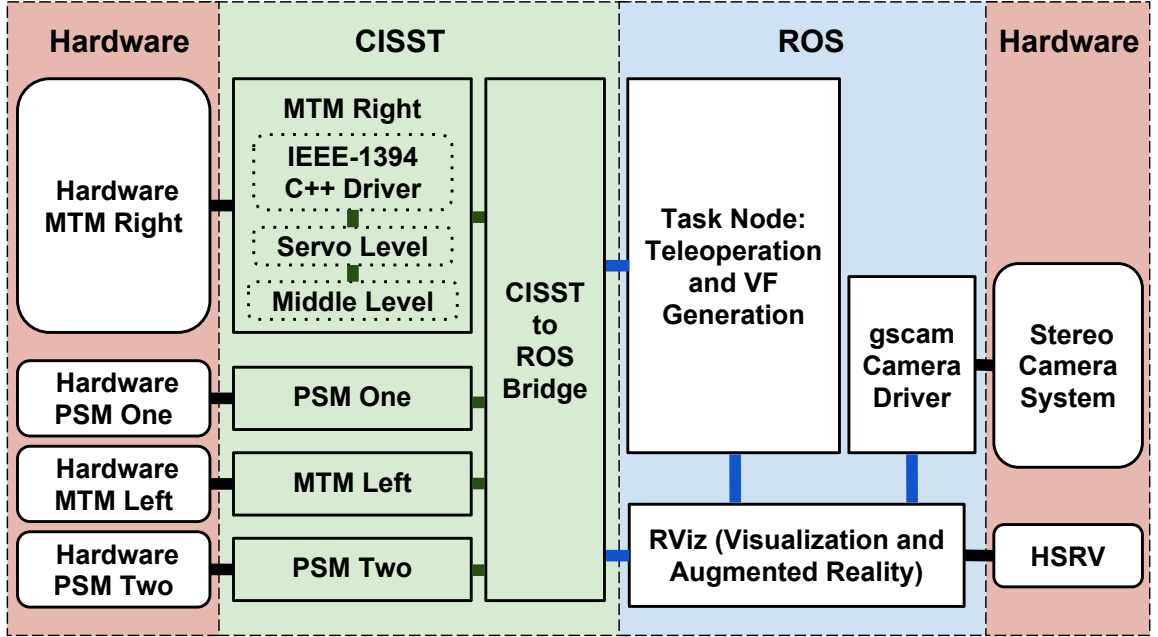 Hardware
CISST
ROS
Hardware
Hardware
MTM Right
MTM Right
IEEE-1394
C++ Driver
Servo Level
Middle Level
CISST
to
ROS
Bridge
Task Node:
Teleoperation
and VF
Generation
gscam
Camera
Driver
Stereo
Camera
System
Hardware
PSM One
PSM One
Hardware
MTM Left
MTM Left
Hardware
PSM Two
PSM Two
RViz (Visualization and
Augmented Reality)
HSRV